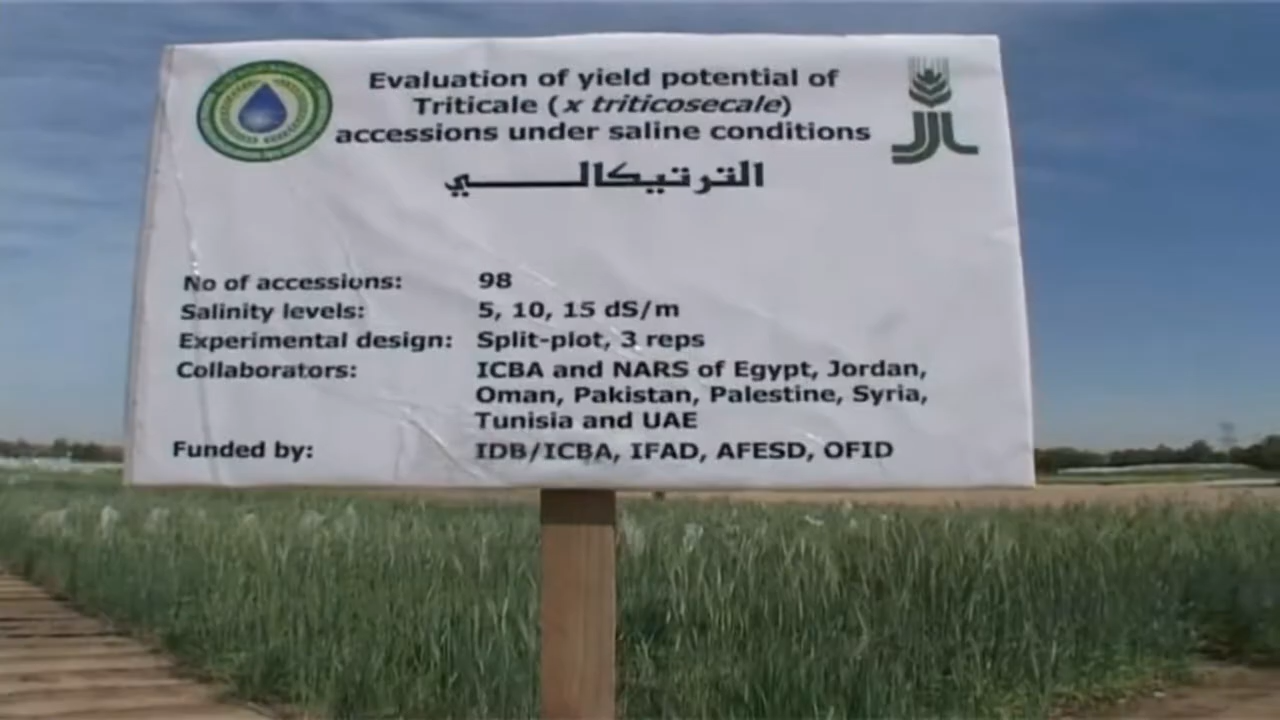 Evaluation of yield potential of
Triticale (x triticosecale)
accessions under saline conditions
الترتيكالـــــــي
No of accessions: 98
Salinity levels: 5, 10, 15 dS/m
Experimental design: Split-plot, 3 reps
Collaborators: ICBA and NARS of Egypt, Jordan,
Oman, Pakistan, Palestine, Syria,
Tunisia and UAE
Funded by: IDB/ICBA, IFAD, AFESD, OFID